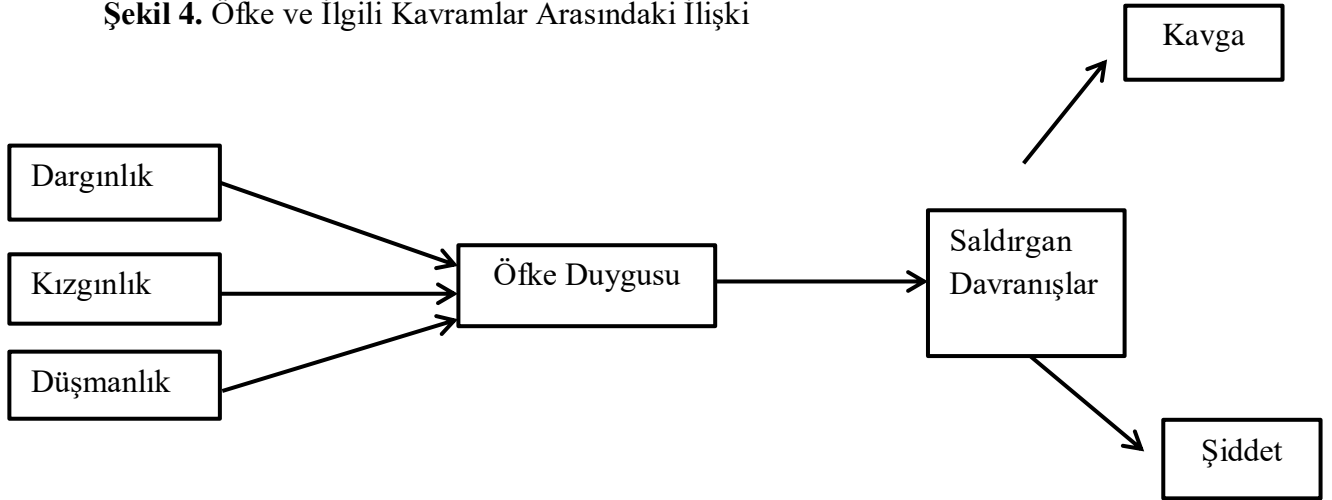 Şekil 4. Öfke ve İlgili Kavramlar Arasındaki İlişki
Kavga
Dargınlık
Kızgınlık
Düşmanlık
Öfke Duygusu
Saldırgan
Davranışlar
Şiddet